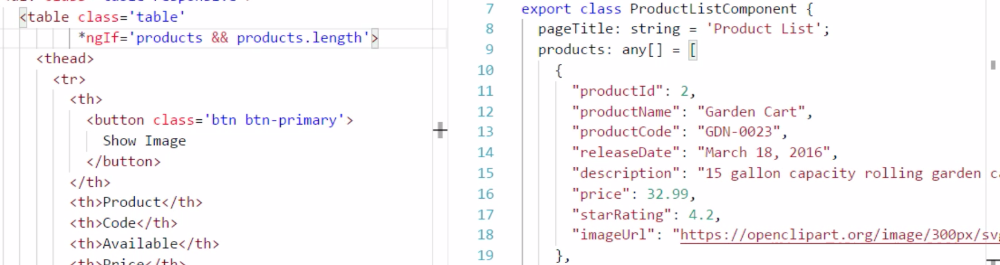 <table class='table'
*ngIf='products && products.length'>
<thead>
<tr>
<th>
<button class='btn btn-primary'>
Show Image
</button>
</th>
<th>Product</th>
<th>Code</th>
<th>Available</th>
<th>Price</th>
7 export class ProductListComponent {
8 pageTitle: string = 'Product List';
9 products: any[] = [
10 {
11 "productId": 2,
12 "productName": "Garden Cart",
13 "productCode": "GDN-0023",
14 "releaseDate": "March 18, 2016",
15 "description": "15 gallon capacity rolling garden
16 "price": 32.99,
17 "starRating": 4.2,
18 "imageUrl": "https://openclipart.org/image/300px/sv
19 },